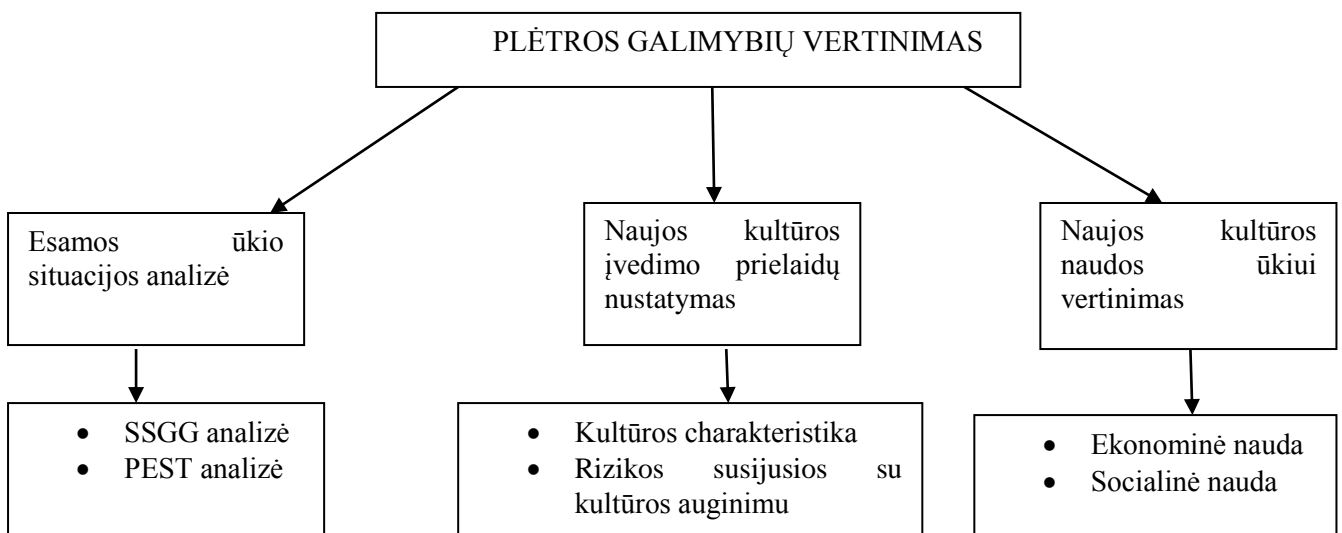 PLĖTROS GALIMYBIŲ VERTINIMAS
Esamos ūkio
situacijos analizė
Naujos kultūros
įvedimo prielaidų
nustatymas
Naujos kultūros
naudos ūkiui
vertinimas
• SSGG analizė
• PEST analizė
• Kultūros charakteristika
• Rizikos susijusios su
kultūros auginimu
• Ekonominė nauda
• Socialinė nauda